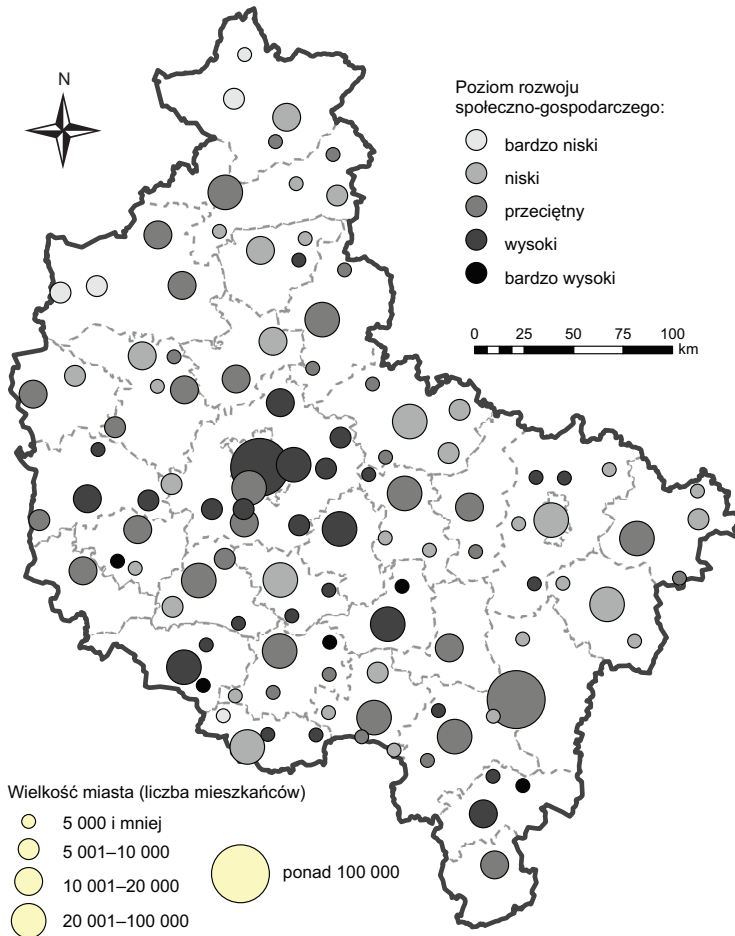 N
Poziom rozwoju
społeczno-gospodarczego:
bardzo niski
niski
przeciętny
wysoki
bardzo wysoki
0 25 50 75 100
km
Wielkość miasta (liczba mieszkańców)
5 000 i mniej
5 001–10 000
10 001–20 000
20 001–100 000
ponad 100 000